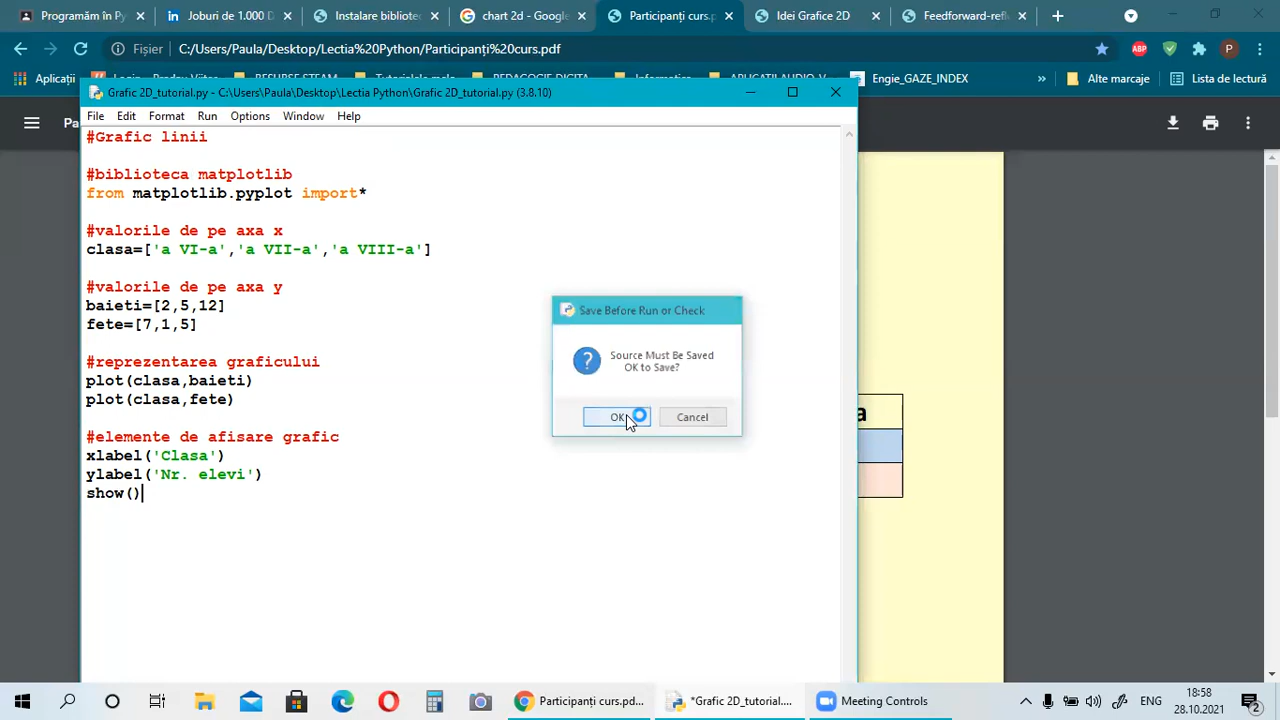 Programăm în Py
Joburi de 1.000 D
Instalare bibliotec
chart 2d - Google
Participanți curs.p
Idei Grafice 2D
Feedforward-refl
Fișier
C:/Users/Paula/Desktop/Lectia%20Python/Participanți%20curs.pdf
ABP
P
Aplicații
Engie_GAZE_INDEX
»
Alte marcaje
Listă de lectură
Pa
Grafic 2D_tutorial.py - C:\Users\Paula\Desktop\Lectia Python\Grafic 2D_tutorial.py (3.8.10)
File Edit Format Run Options Window Help
#Grafic linii
#biblioteca matplotlib
from matplotlib.pyplot import*
#valorile de pe axa x
clasa=['a VI-a','a VII-a','a VIII-a']
#valorile de pe axa y
baieti=[2,5,12]
fete=[7,1,5]
#reprezentarea graficului
plot(clasa,baieti)
plot(clasa,fete)
#elemente de afisare grafic
xlabel('Clasa')
ylabel('Nr. elevi')
show()
Save Before Run or Check
Source Must Be Saved
OK to Save?
OK
Cancel
a
Participanți curs.pd...
*Grafic 2D_tutorial....
Meeting Controls
ENG
18:58
28.10.2021
2